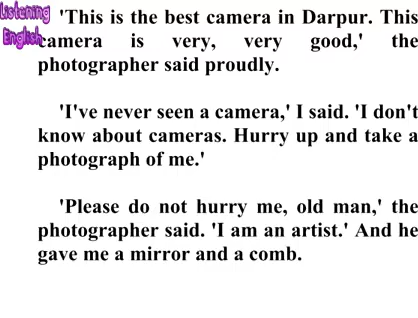 Listening
English
'This is the best camera in Darpur. This
camera is very, very good,' the
photographer said proudly.
'I've never seen a camera,' I said. 'I don't
know about cameras. Hurry up and take a
photograph of me.'
'Please do not hurry me, old man,' the
photographer said. 'I am an artist.' And he
gave me a mirror and a comb.